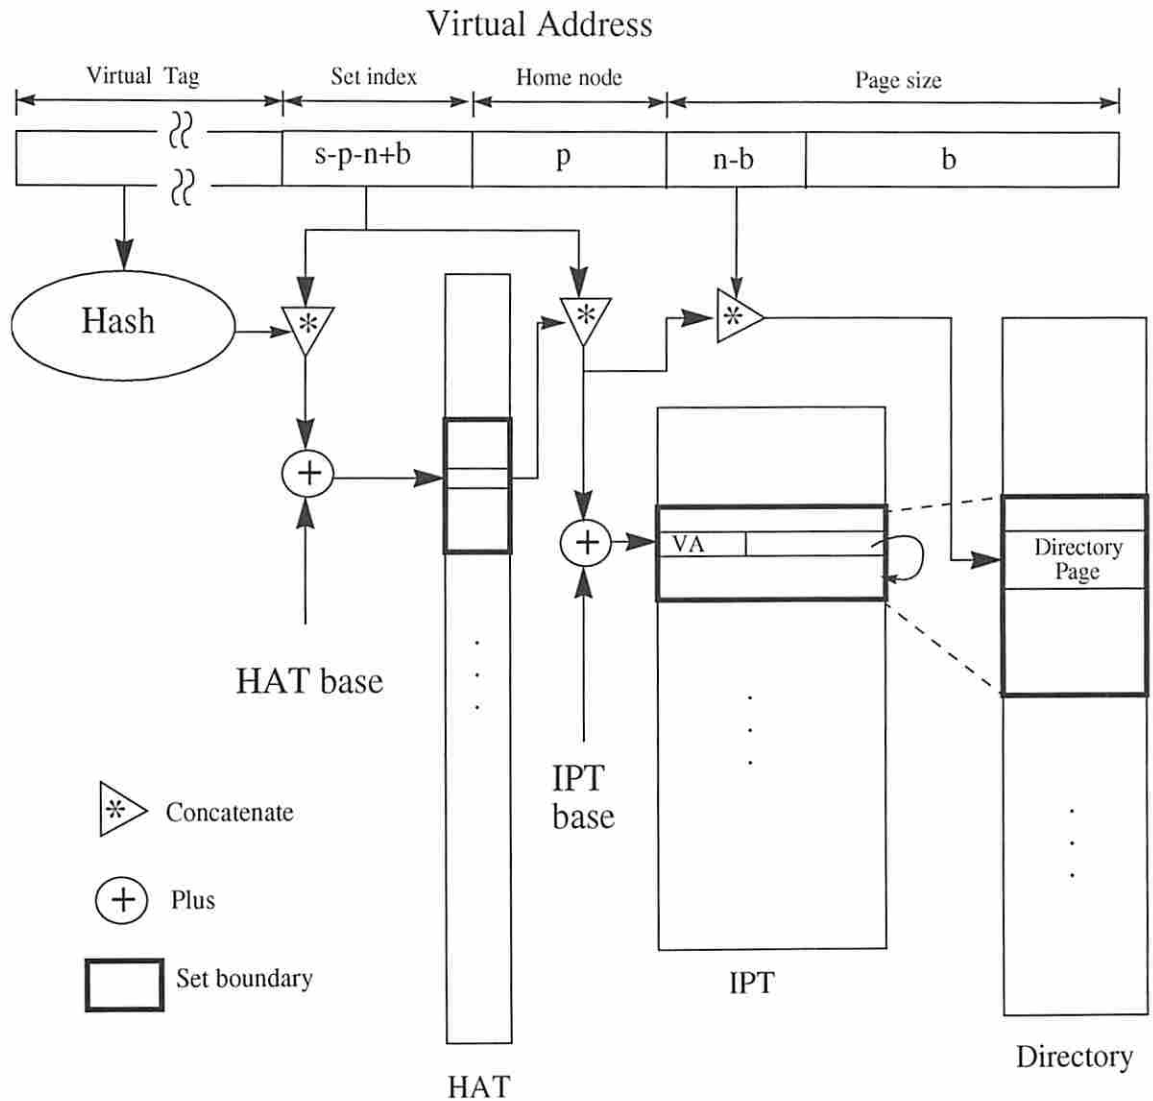 Virtual Address
Virtual Tag
Set index
Home node
Page size
s-p-n+b
p
n-b
b
Hash
*
*
*
+
+
VA
Directory
Page
HAT base
IPT
base
* Concatenate
+ Plus
Set boundary
IPT
Directory
HAT